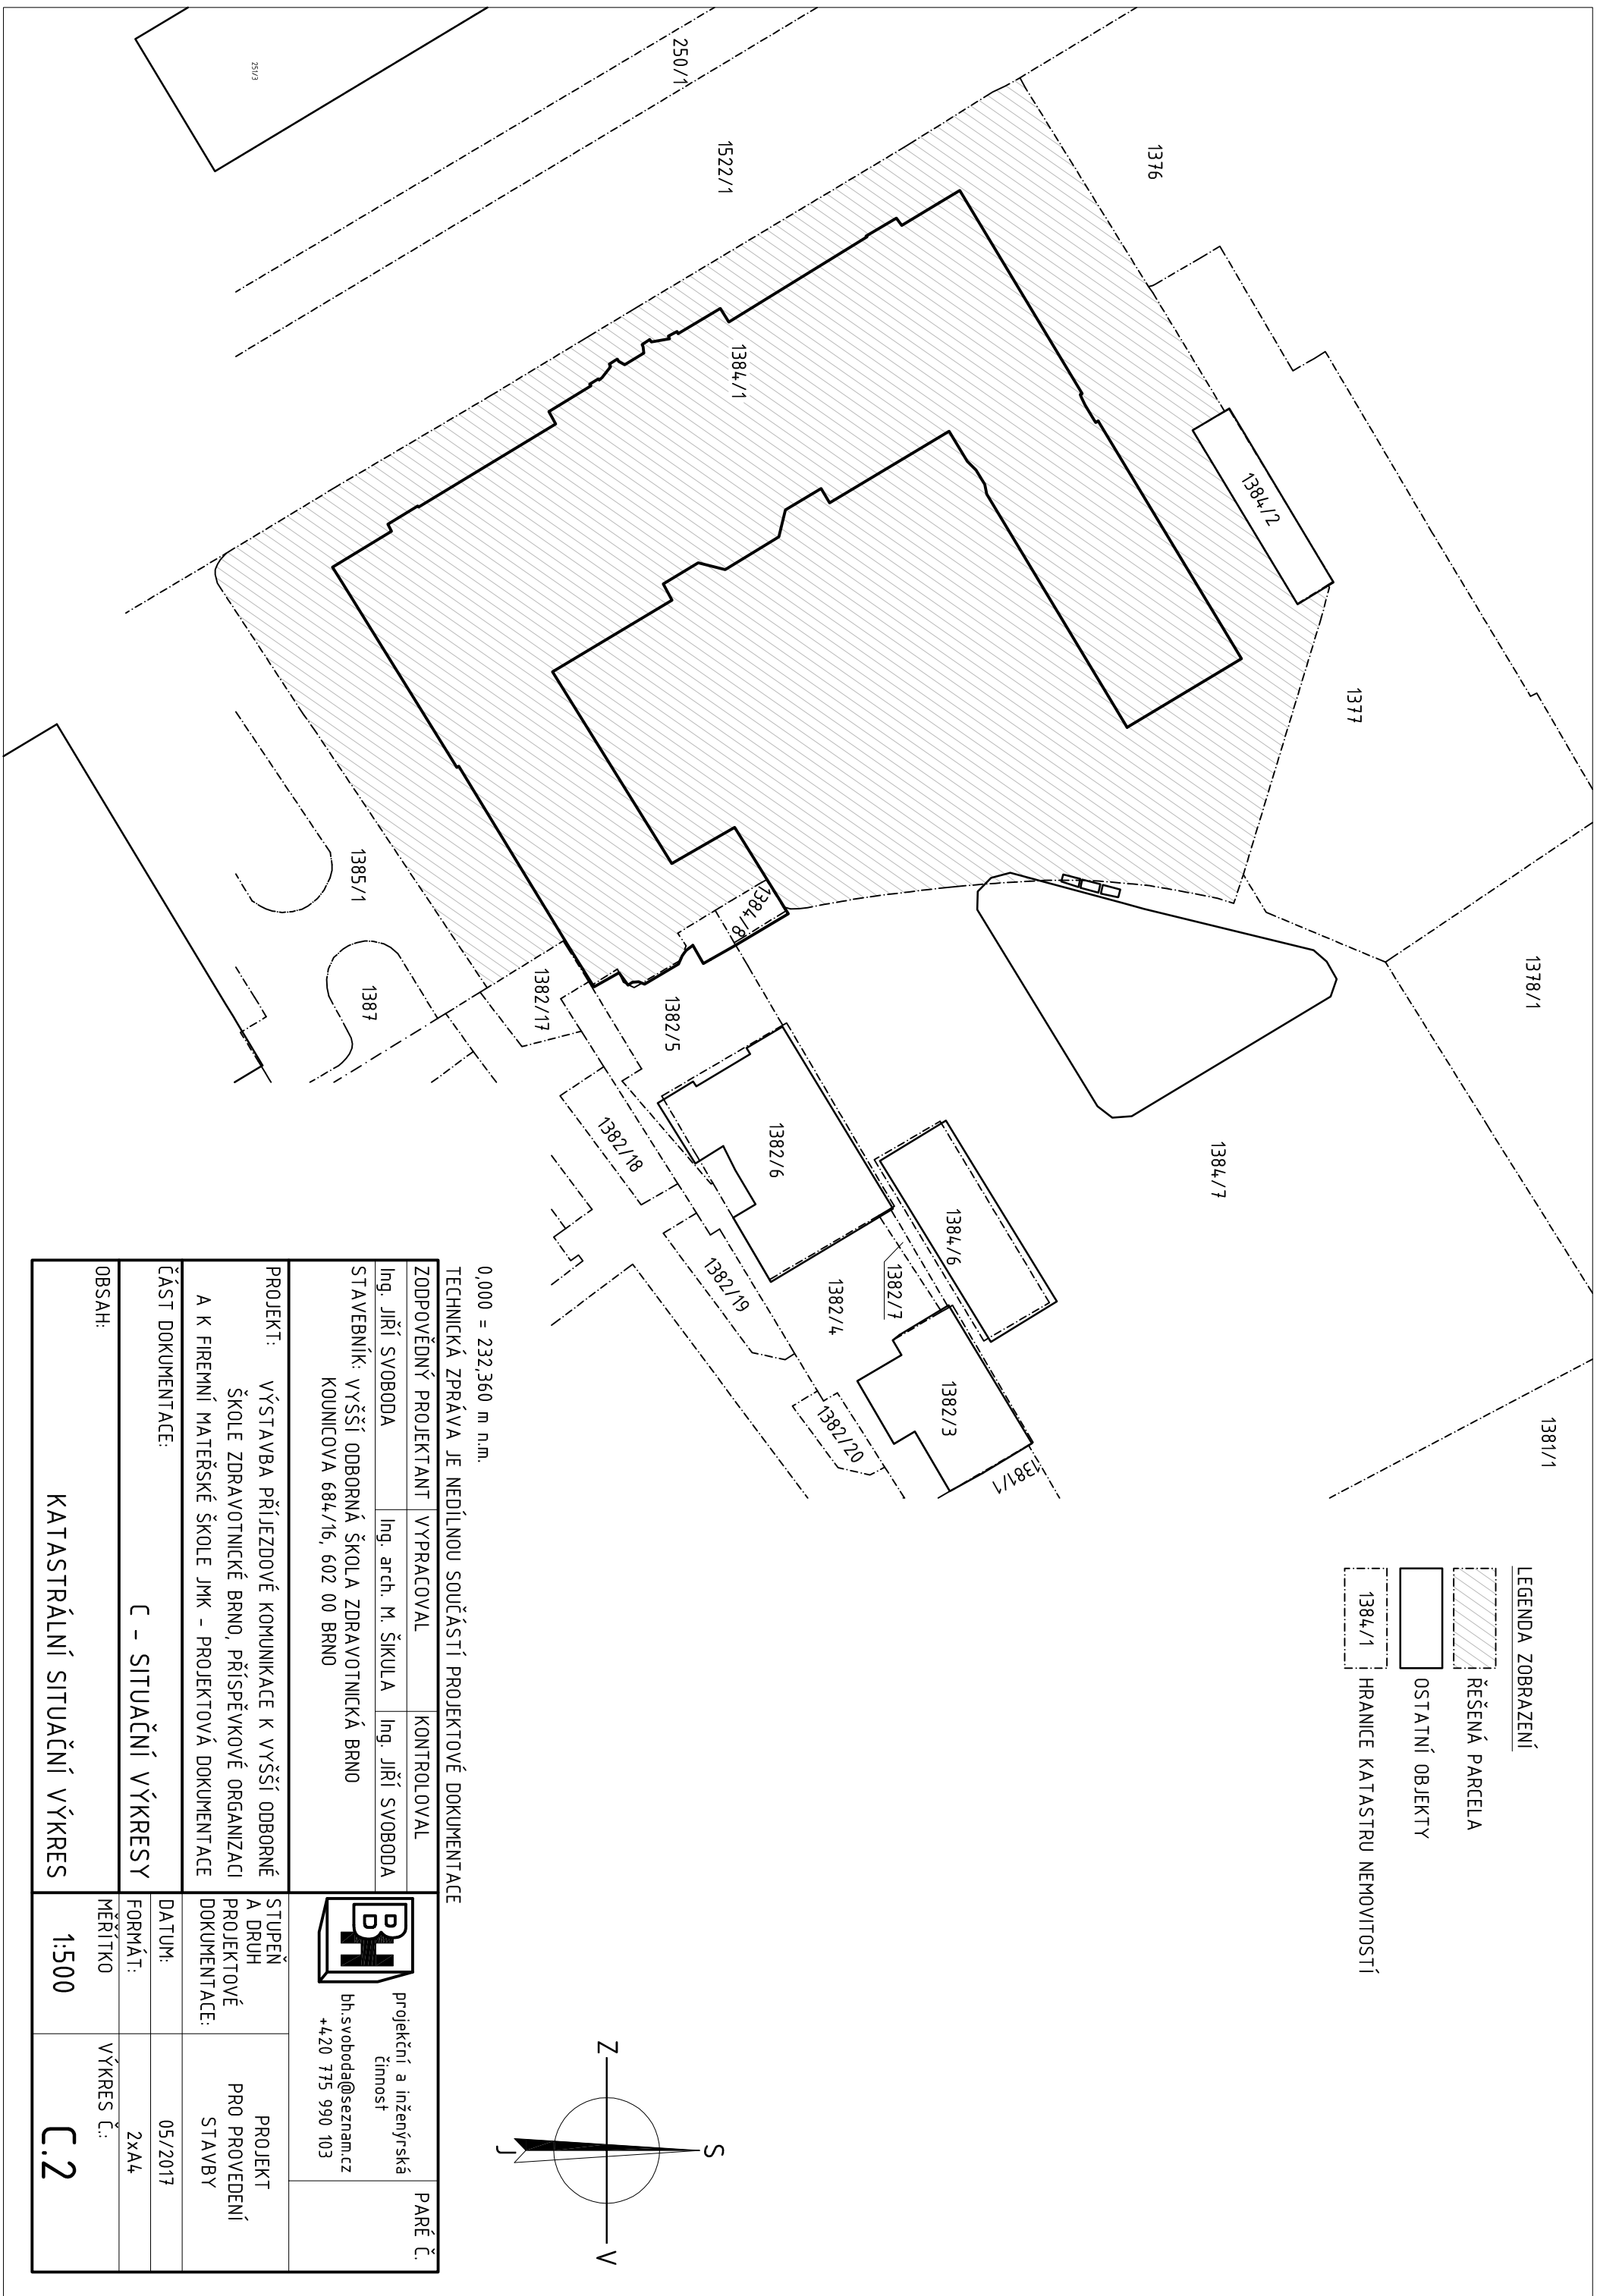 251/3
250/1
1522/1
1376
1384/1
1384/2
1377
1378/1
1385/1
1387
1382/17
1384/8
1382/5
1382/18
1382/6
1384/7
1382/19
1382/7
1384/6
1382/4
1382/20
1382/3
1381/1
1381/1
LEGENDA ZOBRAZENÍ
ŘEŠENÁ PARCELA
OSTATNÍ OBJEKTY
1384/1 HRANICE KATASTRU NEMOVITOSTÍ
S
Z
V
J
0,000 = 232,360 m n.m.
TECHNICKÁ ZPRÁVA JE NEDÍLNOU SOUČÁSTÍ PROJEKTOVÉ DOKUMENTACE
ZODPOVĚDNÝ PROJEKTANT VYPRACOVAL KONTROLOVAL
Ing. JIŘÍ SVOBODA Ing. arch. M. ŠIKULA Ing. JIŘÍ SVOBODA
STAVEBNÍK: VYŠŠÍ ODBORNÁ ŠKOLA ZDRAVOTNICKÁ BRNO
KOUNICOVA 684/16, 602 00 BRNO
BH
projekční a inženýrská
činnost
bh.svoboda@seznam.cz
+420 775 990 103
PARÉ Č.
PROJEKT: VÝSTAVBA PŘÍJEZDOVÉ KOMUNIKACE K VYŠŠÍ ODBORNÉ
ŠKOLE ZDRAVOTNICKÉ BRNO, PŘÍSPĚVKOVÉ ORGANIZACI
A K FIREMNÍ MATEŘSKÉ ŠKOLE JMK - PROJEKTOVÁ DOKUMENTACE
STUPEŇ
A DRUH
PROJEKTOVÉ
DOKUMENTACE:
PROJEKT
PRO PROVEDENÍ
STAVBY
ČÁST DOKUMENTACE:
C - SITUAČNÍ VÝKRESY
DATUM: 05/2017
FORMÁT: 2xA4
OBSAH:
KATASTRÁLNÍ SITUAČNÍ VÝKRES
MĚŘÍTKO
1:500
VÝKRES Č.:
C.2